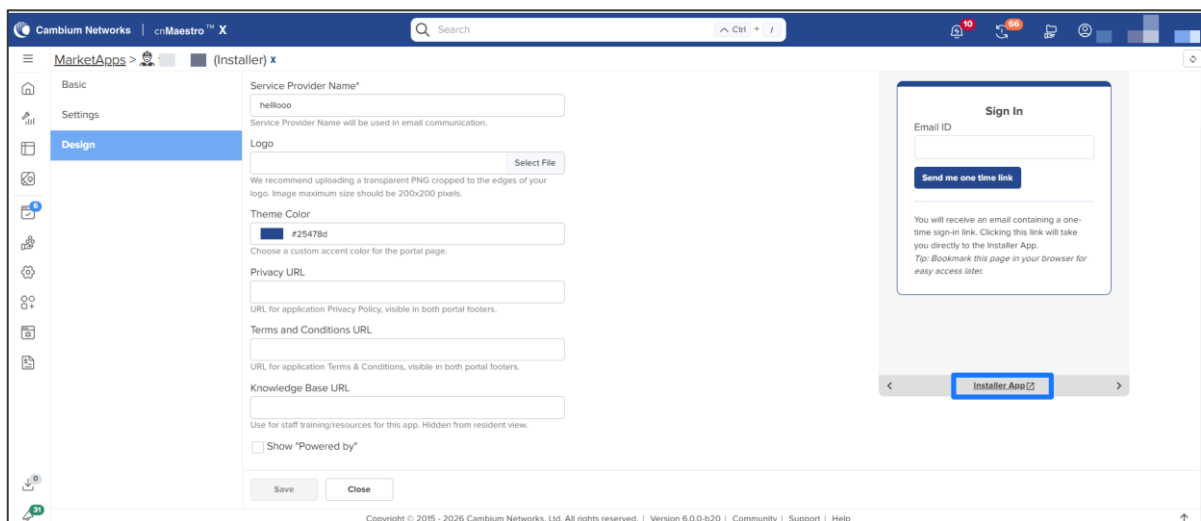 Cambium Networks | cnMaestro™ X
Search
Ctrl + /
10
66
MarketApps > (Installer) x
Basic
Settings
Design
6
0
31
Service Provider Name*
helllooo
Service Provider Name will be used in email communication.
Logo
Select File
We recommend uploading a transparent PNG cropped to the edges of your
logo. Image maximum size should be 200x200 pixels.
Theme Color
#25478d
Choose a custom accent color for the portal page.
Privacy URL
URL for application Privacy Policy, visible in both portal footers.
Terms and Conditions URL
URL for application Terms & Conditions, visible in both portal footers.
Knowledge Base URL
Use for staff training/resources for this app. Hidden from resident view.
Show "Powered by"
Save
Close
Sign In
Email ID
Send me one time link
You will receive an email containing a one-
time sign-in link. Clicking this link will take
you directly to the Installer App.
Tip: Bookmark this page in your browser for
easy access later.
Installer App
Copyright © 2015 - 2026 Cambium Networks, Ltd. All rights reserved. | Version 6.0.0-b20 | Community | Support | Help